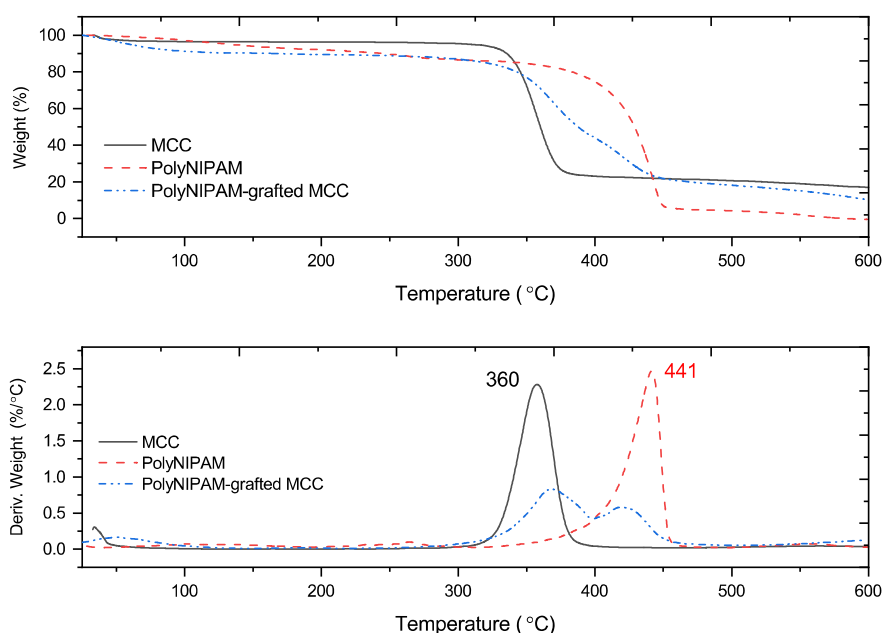 100
80
60
40
20
0
Weight (%)
MCC
PolyNIPAM
PolyNIPAM-grafted MCC
100 200 300 400 500 600
Temperature ( °C)
2.5
2.0
1.5
1.0
0.5
0.0
Deriv. Weight (%/°C)
360
441
MCC
PolyNIPAM
PolyNIPAM-grafted MCC
100 200 300 400 500 600
Temperature ( °C)